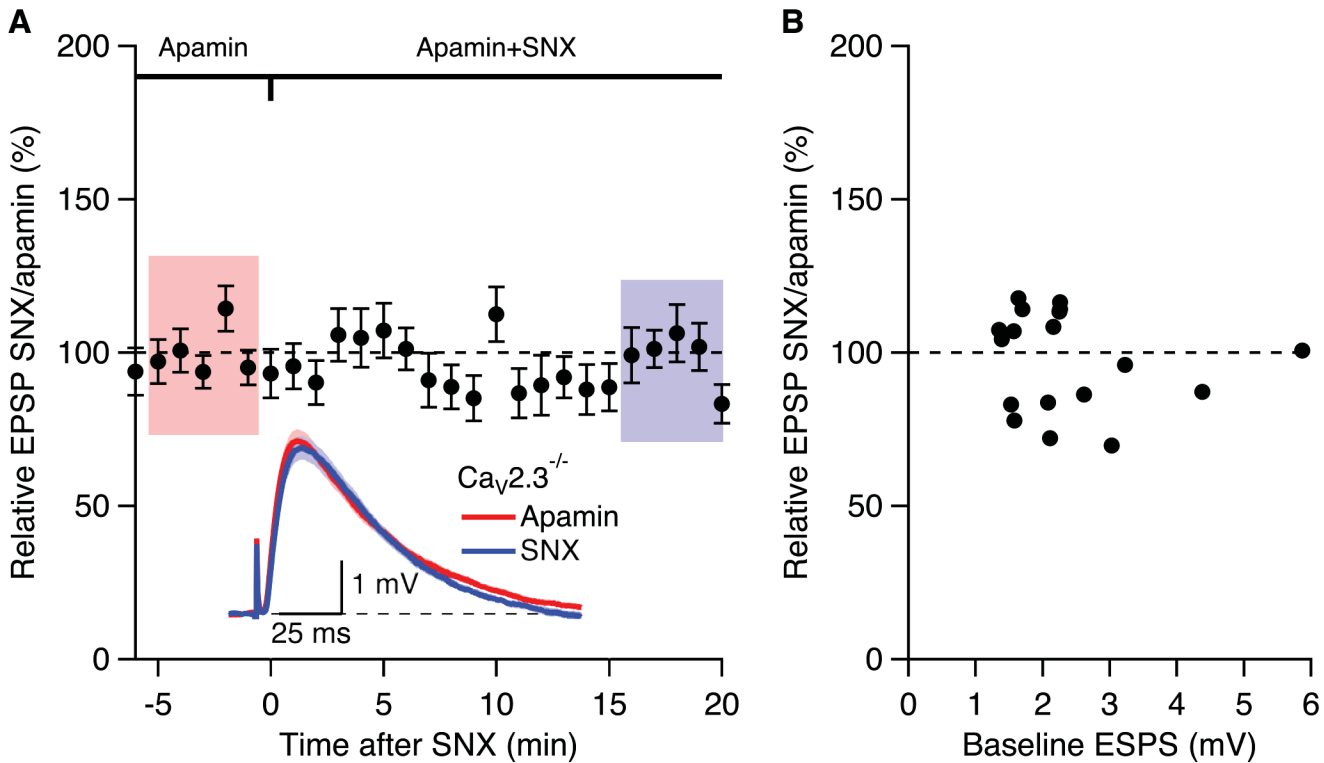 A
Relative EPSP SNX/apamin (%)
200
150
100
50
0
Apamin
Apamin+SNX
CaV2.3-/-
Apamin
SNX
1 mV
25 ms
-5
0
5
10
15
20
Time after SNX (min)
B
Relative EPSP SNX/apamin (%)
200
150
100
50
0
0
1
2
3
4
5
6
Baseline ESPS (mV)